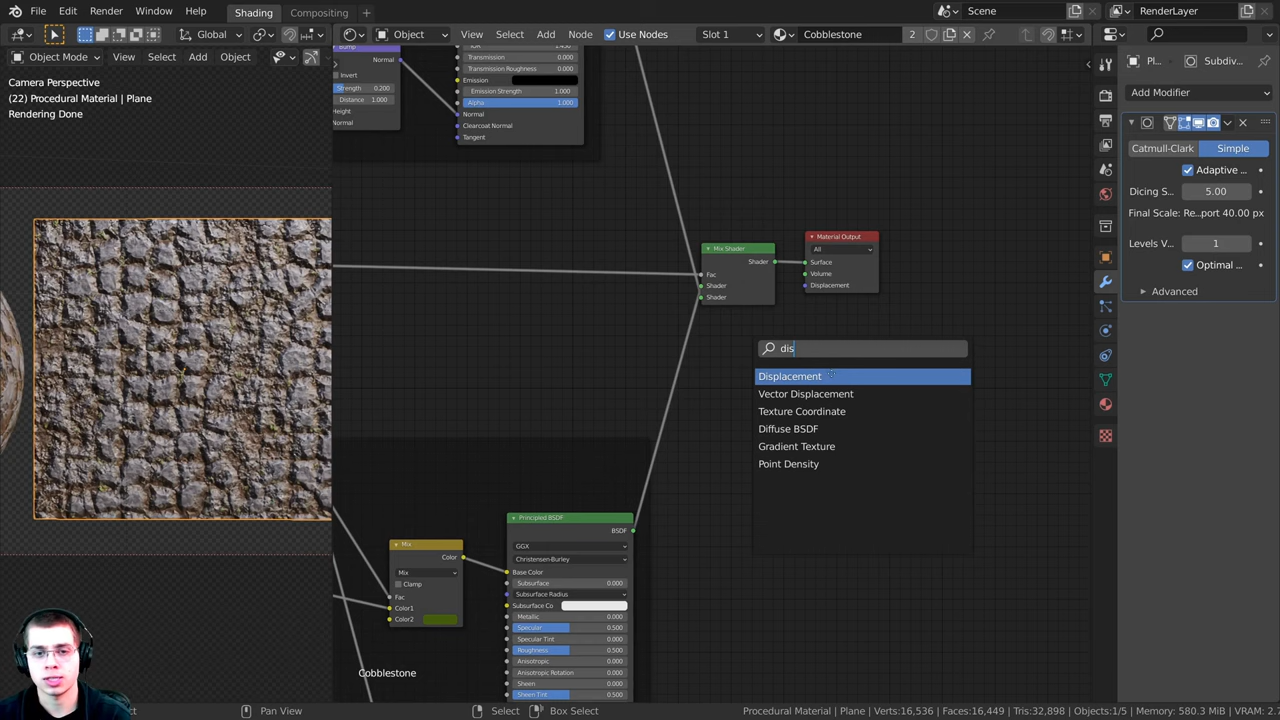 File Edit Render Window Help Shading Compositing Scene RenderLayer
Global Object View Select Add Node Use Nodes Slot 1 Cobblestone 2
Object Mode View Select Add Object
Camera Perspective
(22) Procedural Material | Plane
Rendering Done
Bump
Normal
Invert
Strength 0.200
Distance 1.000
Height
Normal
Transmission 0.000
Transmission Roughness 0.000
Emission
Emission Strength 1.000
Alpha 1.000
Normal
Clearcoat Normal
Tangent
Mix Shader
Shader
Fac
Shader
Shader
Material Output
All
Surface
Volume
Displacement
dis
Displacement
Vector Displacement
Texture Coordinate
Diffuse BSDF
Gradient Texture
Point Density
Mix
Color
Mix
Clamp
Fac
Color1
Color2
Principled BSDF
BSDF
GGX
Christensen-Burley
Base Color
Subsurface 0.000
Subsurface Radius
Subsurface Co
Metallic 0.000
Specular 0.500
Specular Tint 0.000
Roughness 0.500
Anisotropic 0.000
Anisotropic Rotation 0.000
Sheen 0.000
Sheen Tint 0.500
Cobblestone
Pl... Subdiv...
Add Modifier
Catmull-Clark Simple
Adaptive ...
Dicing S... 5.00
Final Scale: Re...port 40.00 px
Levels V... 1
Optimal ...
Advanced
Pan View Select Box Select Procedural Material | Plane Verts:16,536 Faces:16,449 Tris:32,898 Objects:1/5 Memory: 580.3 MiB VRAM: 2.